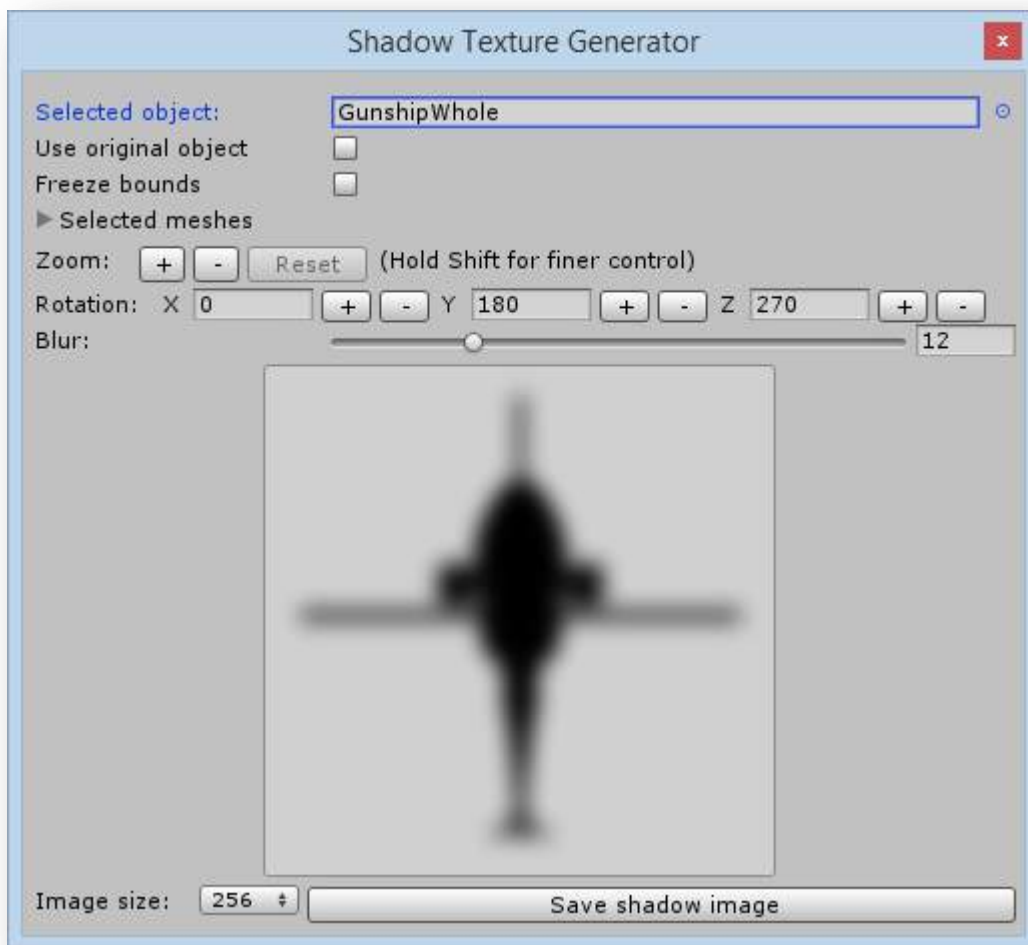 Shadow Texture Generator x
Selected object: GunshipWhole
Use original object
Freeze bounds
Selected meshes
Zoom: + - Reset (Hold Shift for finer control)
Rotation: X 0 + - Y 180 + - Z 270 + -
Blur: 12
Image size: 256 Save shadow image